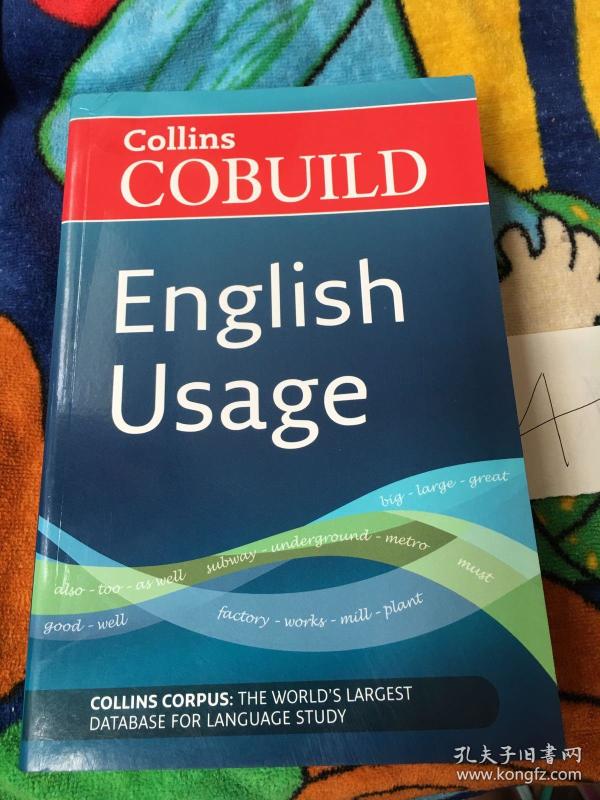 Collins
COBUILD
English
Usage
big - large - great
subway - underground - metro
must
also - too - as well
factory - works - mill - plant
good - well
COLLINS CORPUS: THE WORLD'S LARGEST
DATABASE FOR LANGUAGE STUDY
孔夫子旧書网
www.kongfz.com